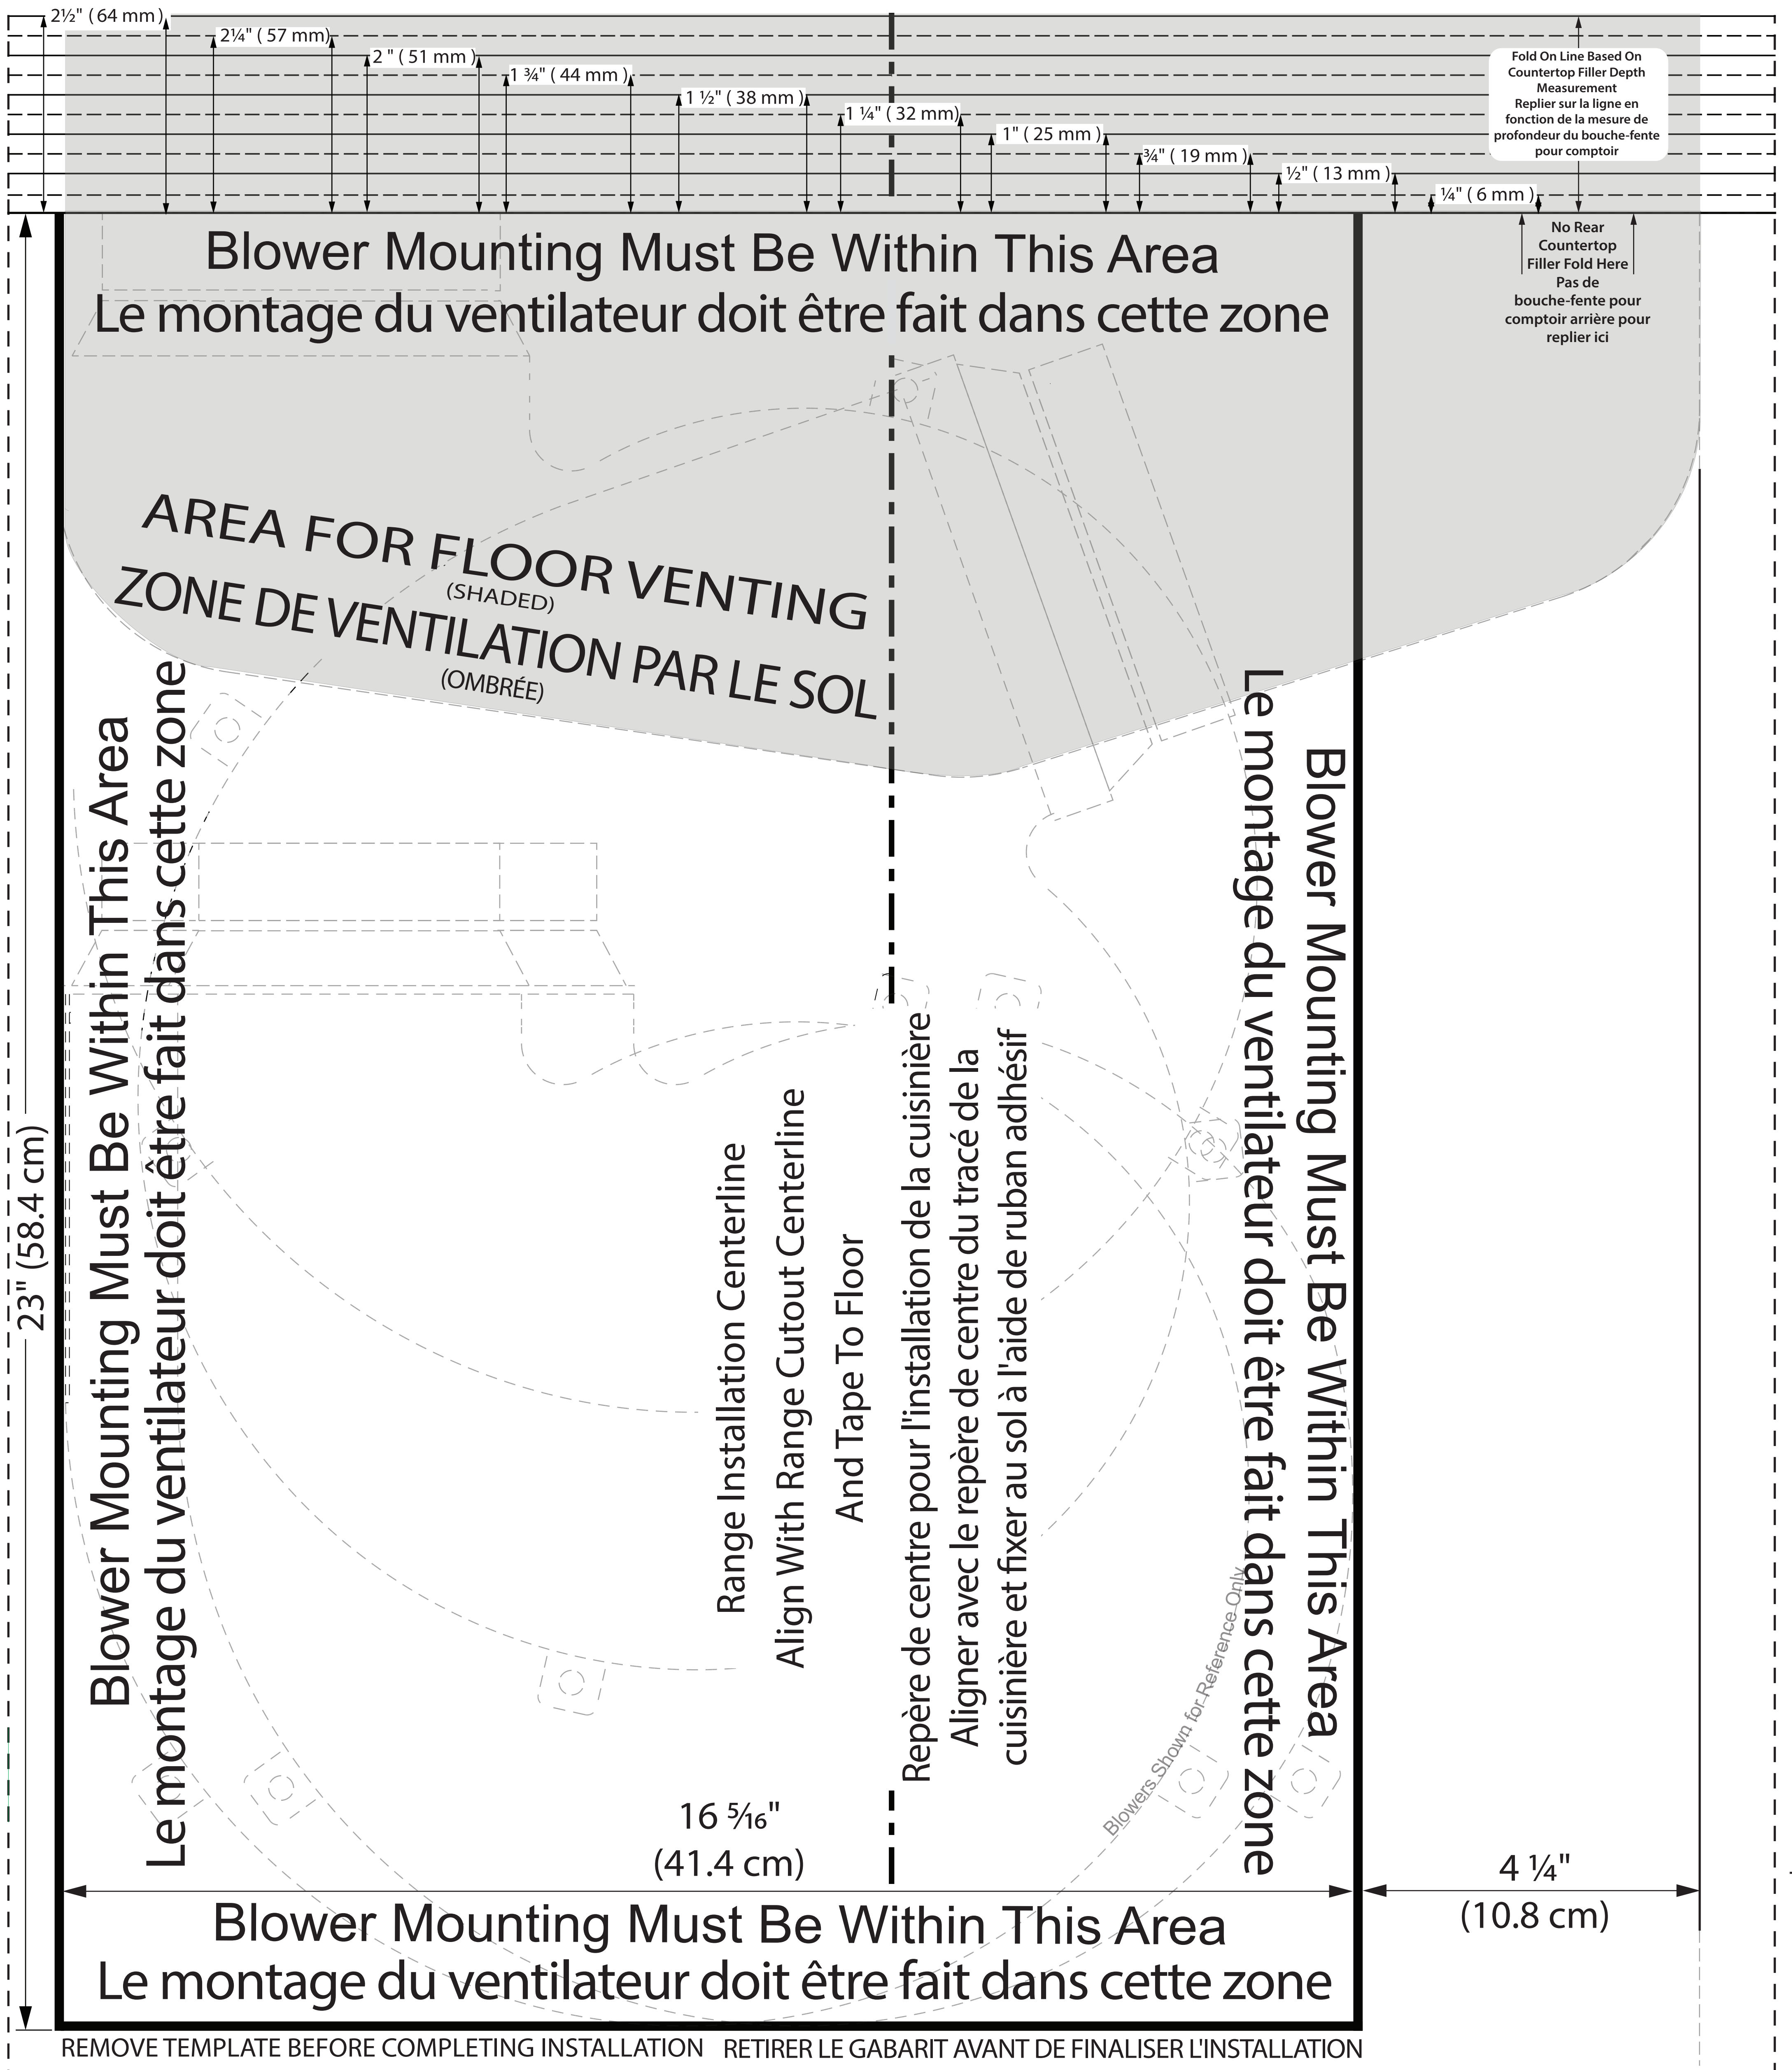 2½" ( 64 mm )
2¼" ( 57 mm)
2 " ( 51 mm)
1 ¾" ( 44 mm )
1 ½" ( 38 mm )
1 ¼" ( 32 mm)
1" ( 25 mm )
¾" ( 19 mm )
½" ( 13 mm )
¼" ( 6 mm )
Fold On Line Based On
Countertop Filler Depth
Measurement
Replier sur la ligne en
fonction de la mesure de
profondeur du bouche-fente
pour comptoir
No Rear
Countertop
Filler Fold Here
Pas de
bouche-fente pour
comptoir arrière pour
replier ici
Blower Mounting Must Be Within This Area
Le montage du ventilateur doit être fait dans cette zone
AREA FOR FLOOR VENTING
(SHADED)
ZONE DE VENTILATION PAR LE SOL
(OMBRÉE)
23" (58.4 cm)
Blower Mounting Must Be Within This Area
Le montage du ventilateur doit être fait dans cette zone
Range Installation Centerline
Align With Range Cutout Centerline
And Tape To Floor
Repère de centre pour l'installation de la cuisinière
Aligner avec le repère de centre du tracé de la
cuisinière et fixer au sol à l'aide de ruban adhésif
Blowers Shown for Reference Only
Blower Mounting Must Be Within This Area
Le montage du ventilateur doit être fait dans cette zone
16 5⁄16"
(41.4 cm)
4 ¼"
(10.8 cm)
Blower Mounting Must Be Within This Area
Le montage du ventilateur doit être fait dans cette zone
REMOVE TEMPLATE BEFORE COMPLETING INSTALLATION RETIRER LE GABARIT AVANT DE FINALISER L'INSTALLATION